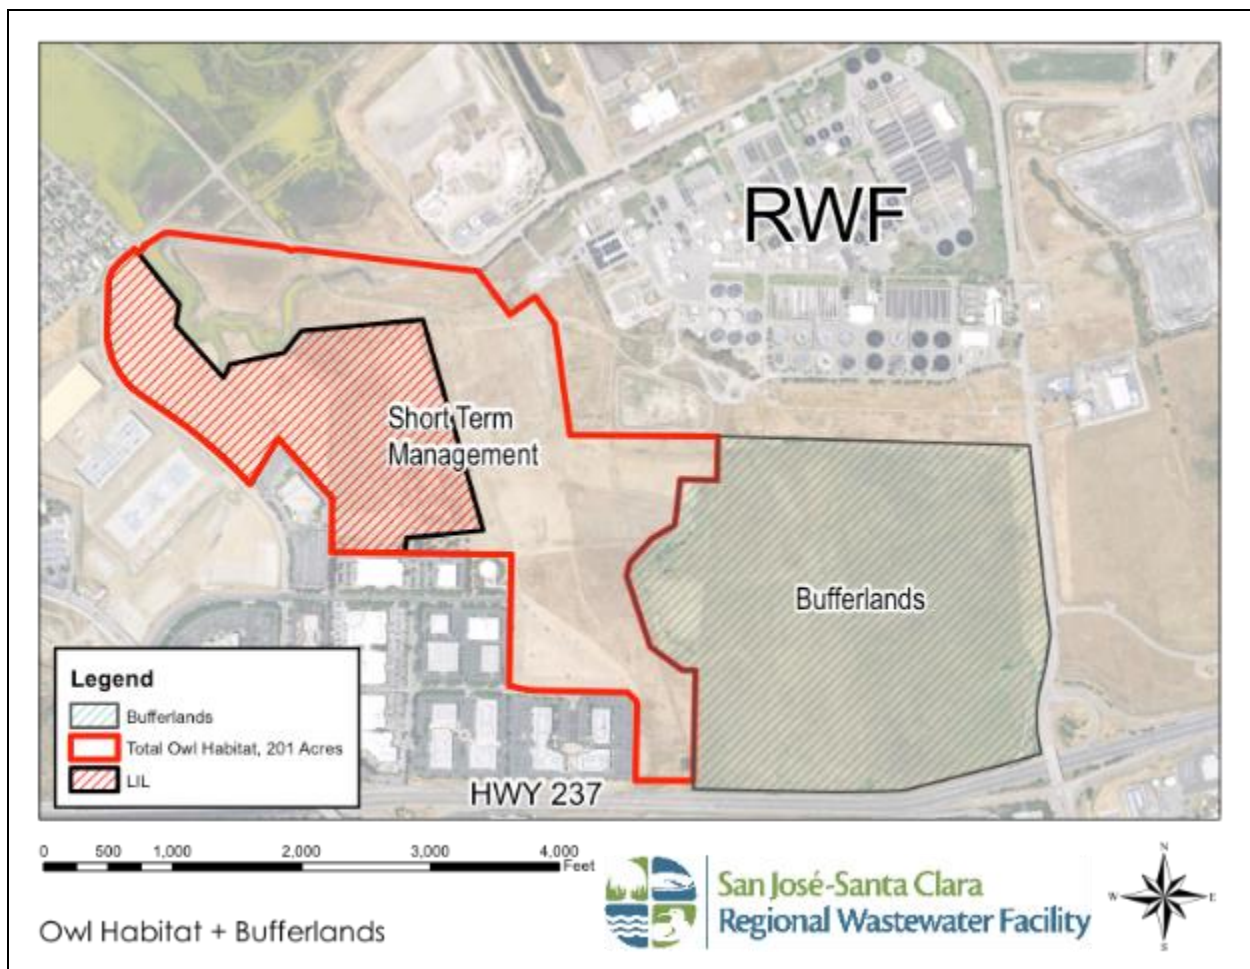 RWF
Short Term
Management
Bufferlands
Legend
Bufferlands
Total Owl Habitat, 201 Acres
LIL
HWY 237
0 500 1,000 2,000 3,000 4,000
Feet
Owl Habitat + Bufferlands
San José-Santa Clara
Regional Wastewater Facility
N
W E
S